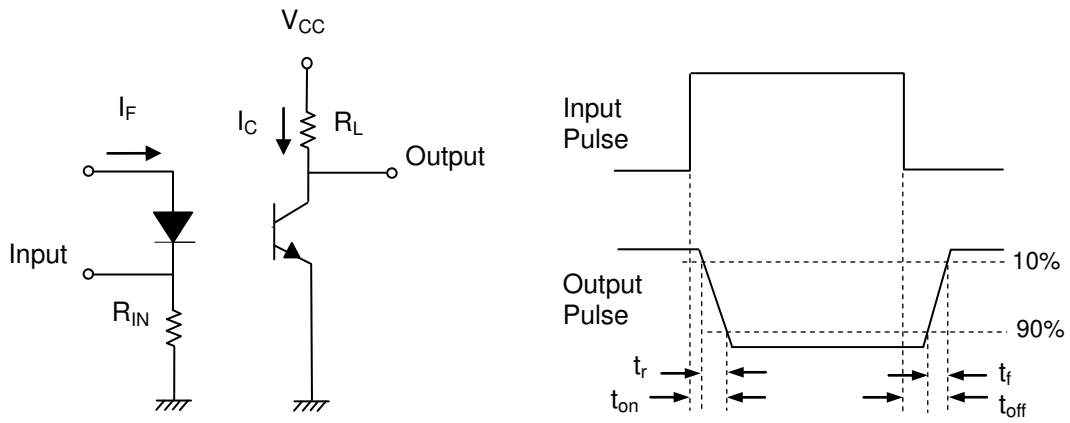 V_CC
I_F
I_C
R_L
Output
Input
R_IN
Input
Pulse
Output
Pulse
10%
90%
t_r
t_f
t_on
t_off